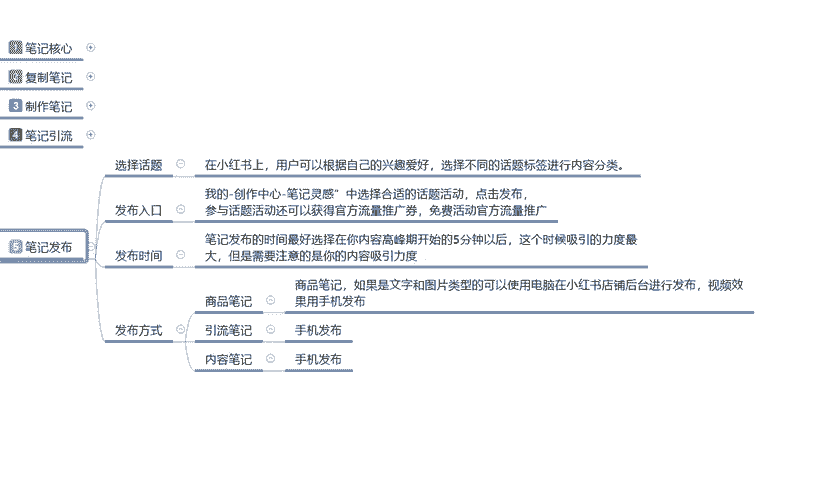 笔记核心
复制笔记
3 制作笔记
4 笔记引流
选择话题
在小红书上，用户可以根据自己的兴趣爱好，选择不同的话题标签进行内容分类。
发布入口
我的-创作中心-笔记灵感”中选择合适的话题活动，点击发布，
参与话题活动还可以获得官方流量推广券，免费活动官方流量推广
5 笔记发布
发布时间
笔记发布的时间最好选择在你内容高峰期开始的5分钟以后，这个时候吸引的力度最
大，但是需要注意的是你的内容吸引力度
发布方式
商品笔记
商品笔记，如果是文字和图片类型的可以使用电脑在小红书店铺后台进行发布，视频效
果用手机发布
引流笔记
手机发布
内容笔记
手机发布